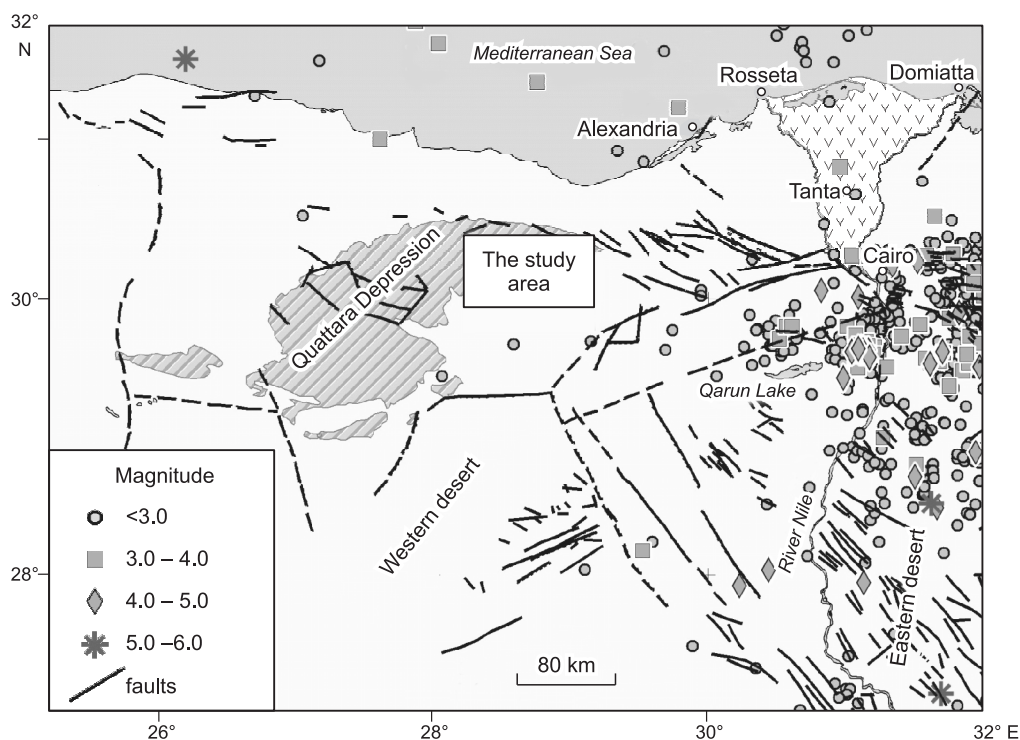 32°
N
Mediterranean Sea
Rosseta
Domiatta
Alexandria
Tanta
Cairo
Quattara Depression
The study
area
30°
Qarun Lake
Western desert
River Nile
Eastern desert
28°
Magnitude
<3.0
3.0 – 4.0
4.0 – 5.0
5.0 –6.0
faults
80 km
26°
28°
30°
32° E